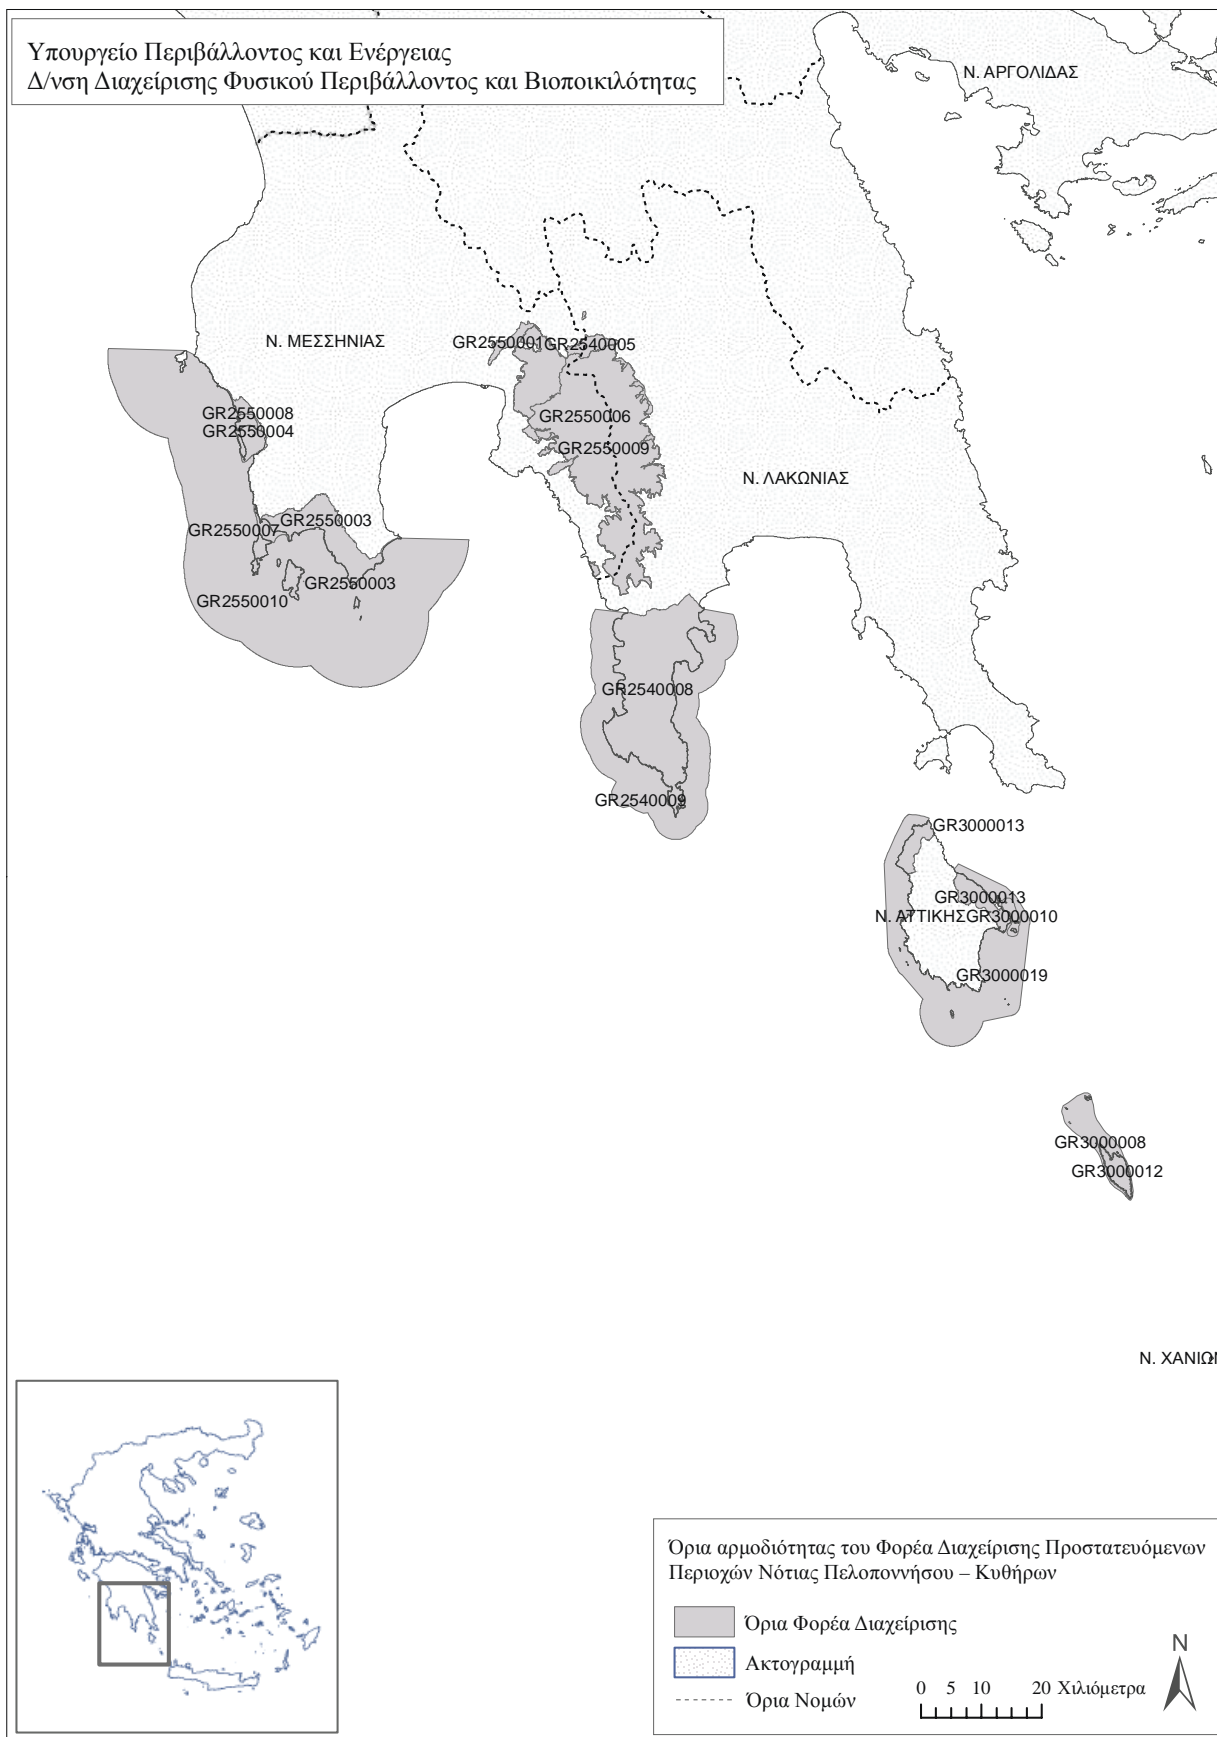 Υπουργείο Περιβάλλοντος και Ενέργειας
Δ/νση Διαχείρισης Φυσικού Περιβάλλοντος και Βιοποικιλότητας
Ν. ΑΡΓΟΛΙΔΑΣ
Ν. ΜΕΣΣΗΝΙΑΣ
GR2550001
GR2540005
GR2550008
GR2550004
GR2550006
GR2550009
Ν. ΛΑΚΩΝΙΑΣ
GR2550003
GR2550007
GR2550003
GR2550010
GR2540008
GR2540009
GR3000013
GR3000013
Ν. ΑΤΤΙΚΗΣ
GR3000010
GR3000019
GR3000008
GR3000012
Ν. ΧΑΝΙΩΝ
Όρια αρμοδιότητας του Φορέα Διαχείρισης Προστατευόμενων
Περιοχών Νότιας Πελοποννήσου – Κυθήρων
Όρια Φορέα Διαχείρισης
Ακτογραμμή
Όρια Νομών
0 5 10 20 Χιλιόμετρα
N